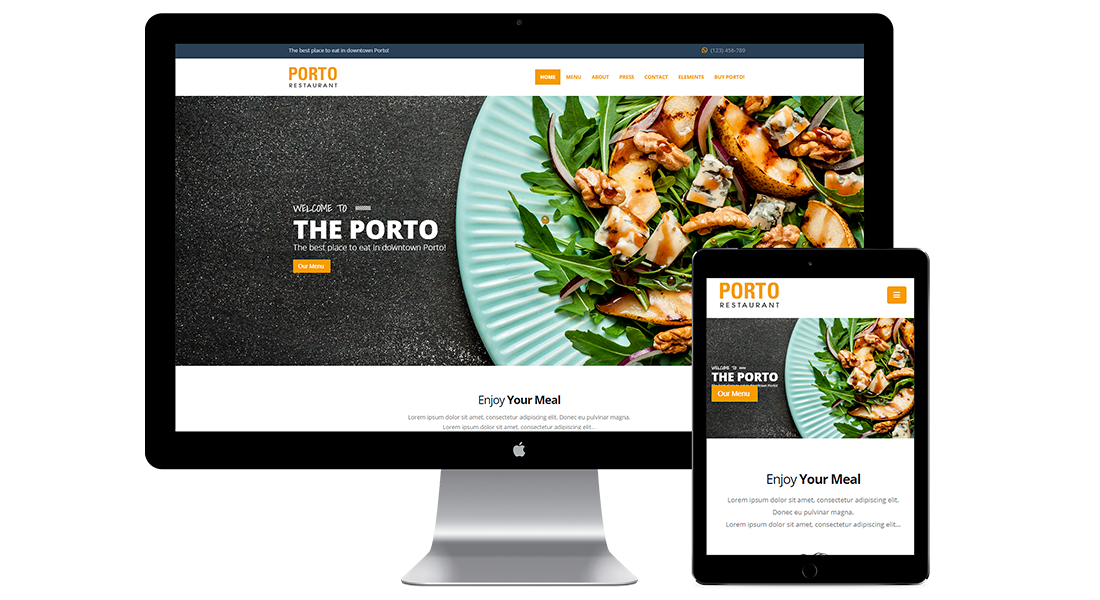 The best place to eat in downtown Porto!
(123) 456-789
PORTO
RESTAURANT
HOME MENU ABOUT PRESS CONTACT ELEMENTS BUY PORTO!
WELCOME TO
THE PORTO
The best place to eat in downtown Porto!
Our Menu
Enjoy Your Meal
Lorem ipsum dolor sit amet, consectetur adipiscing elit. Donec eu pulvinar magna.
Lorem ipsum dolor sit amet, consectetur adipiscing elit...
PORTO
RESTAURANT
WELCOME TO
THE PORTO
The best place to eat in downtown Porto!
Our Menu
Enjoy Your Meal
Lorem ipsum dolor sit amet, consectetur adipiscing elit.
Donec eu pulvinar magna.
Lorem ipsum dolor sit amet, consectetur adipiscing elit...